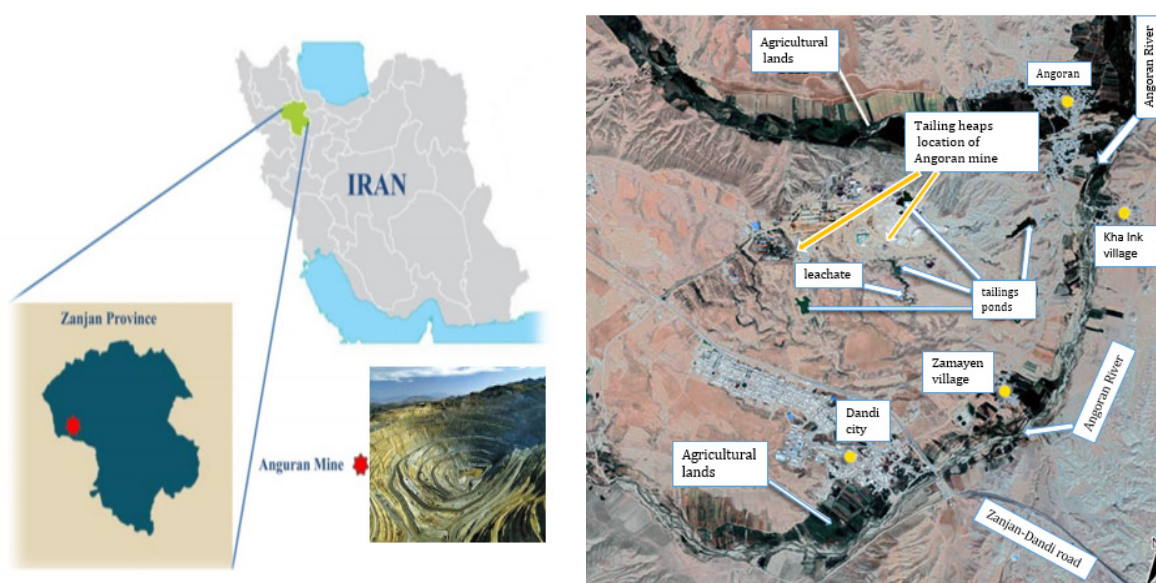 IRAN
Zanjan Province
Anguran Mine
Agricultural
lands
Angoran
Angoran River
Tailing heaps
location of
Angoran mine
Kha Ink
village
leachate
tailings
ponds
Zamayen
village
Angoran River
Dandi
city
Agricultural
lands
Zanjan-Dandi road